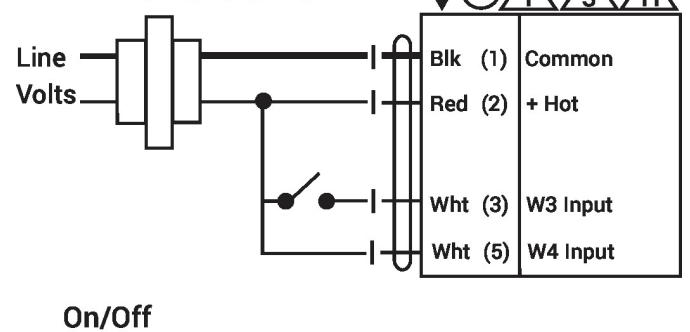 Line
Volts
Blk (1) Common
Red (2) + Hot
Wht (3) W3 Input
Wht (5) W4 Input
On/Off